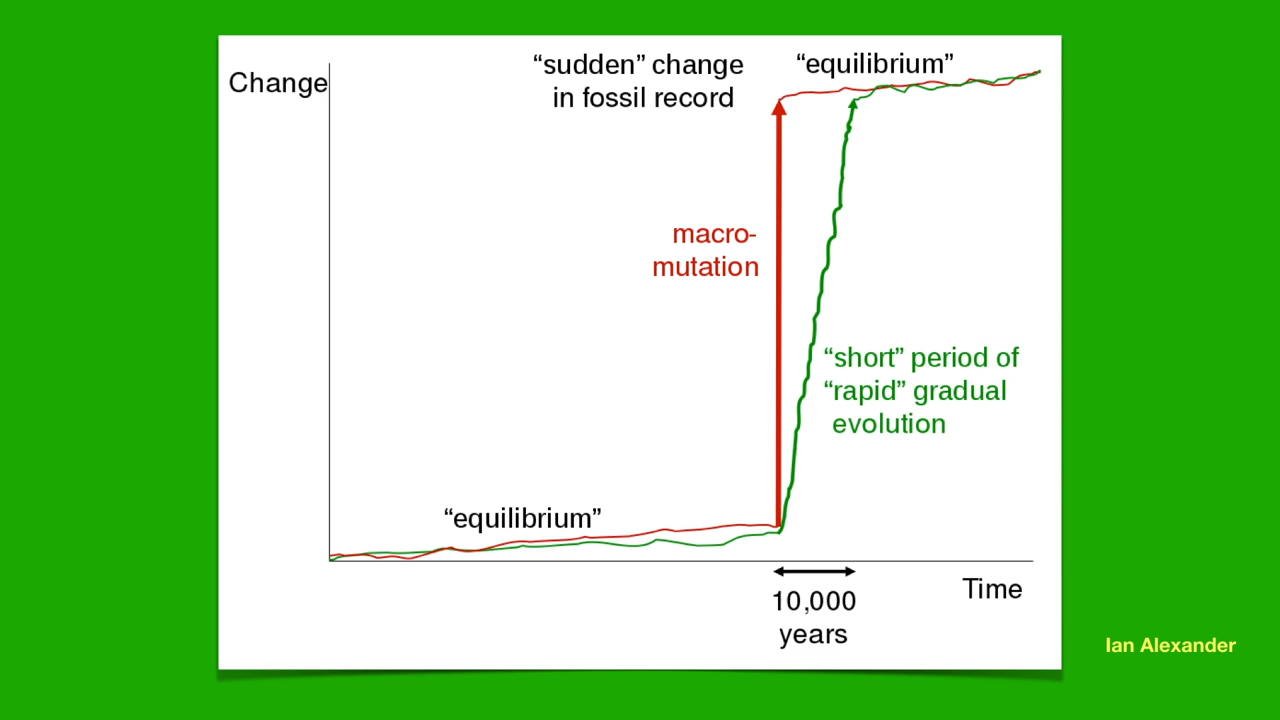 Change
“sudden” change
in fossil record
“equilibrium”
macro-
mutation
“short” period of
“rapid” gradual
evolution
“equilibrium”
10,000
years
Time
Ian Alexander